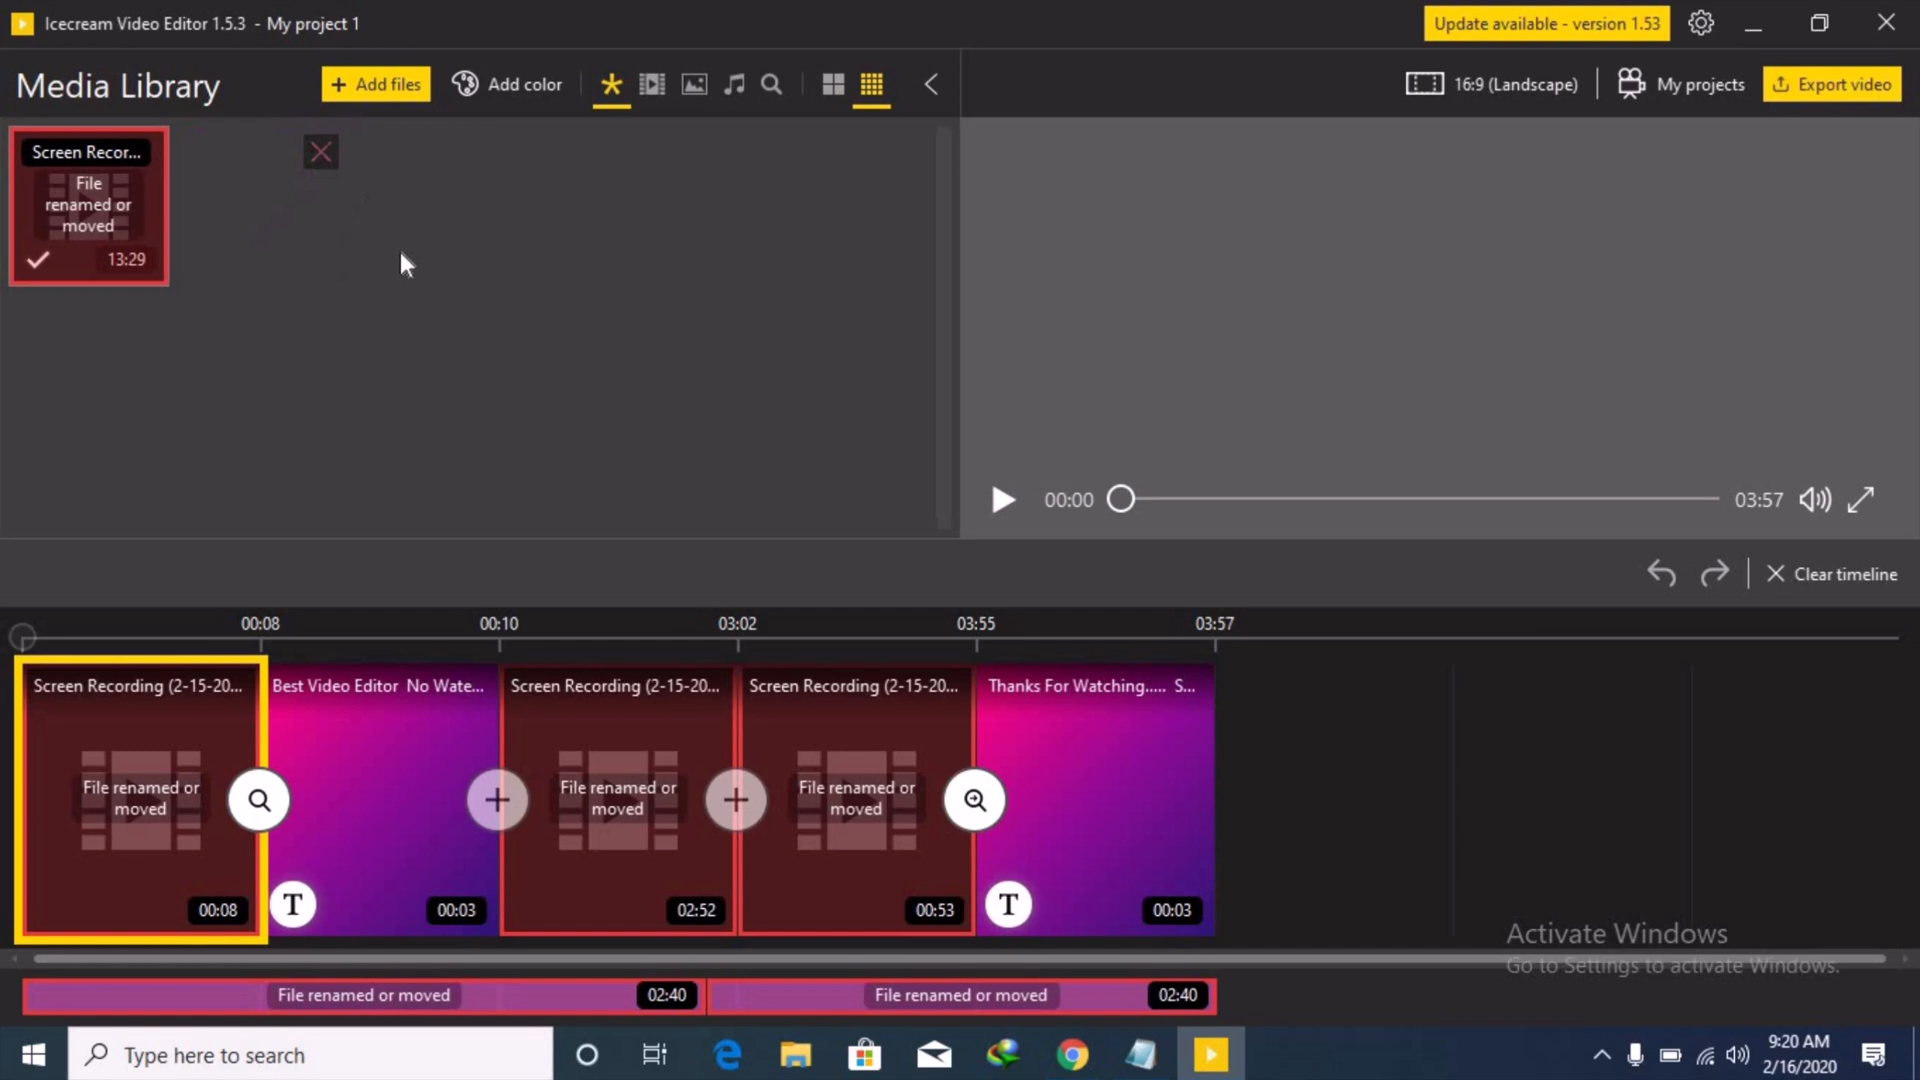 Icecream Video Editor 1.5.3 - My project 1
Update available - version 1.53
Media Library
+ Add files
Add color
16:9 (Landscape)
My projects
Export video
Screen Recor...
File
renamed or
moved
13:29
00:00
03:57
Clear timeline
00:08
00:10
03:02
03:55
03:57
Screen Recording (2-15-20...
Best Video Editor No Wate...
Screen Recording (2-15-20...
Screen Recording (2-15-20...
Thanks For Watching..... S...
File renamed or
moved
File renamed or
moved
File renamed or
moved
00:08
T
00:03
02:52
00:53
T
00:03
Activate Windows
Go to Settings to activate Windows.
File renamed or moved
02:40
File renamed or moved
02:40
Type here to search
9:20 AM
2/16/2020